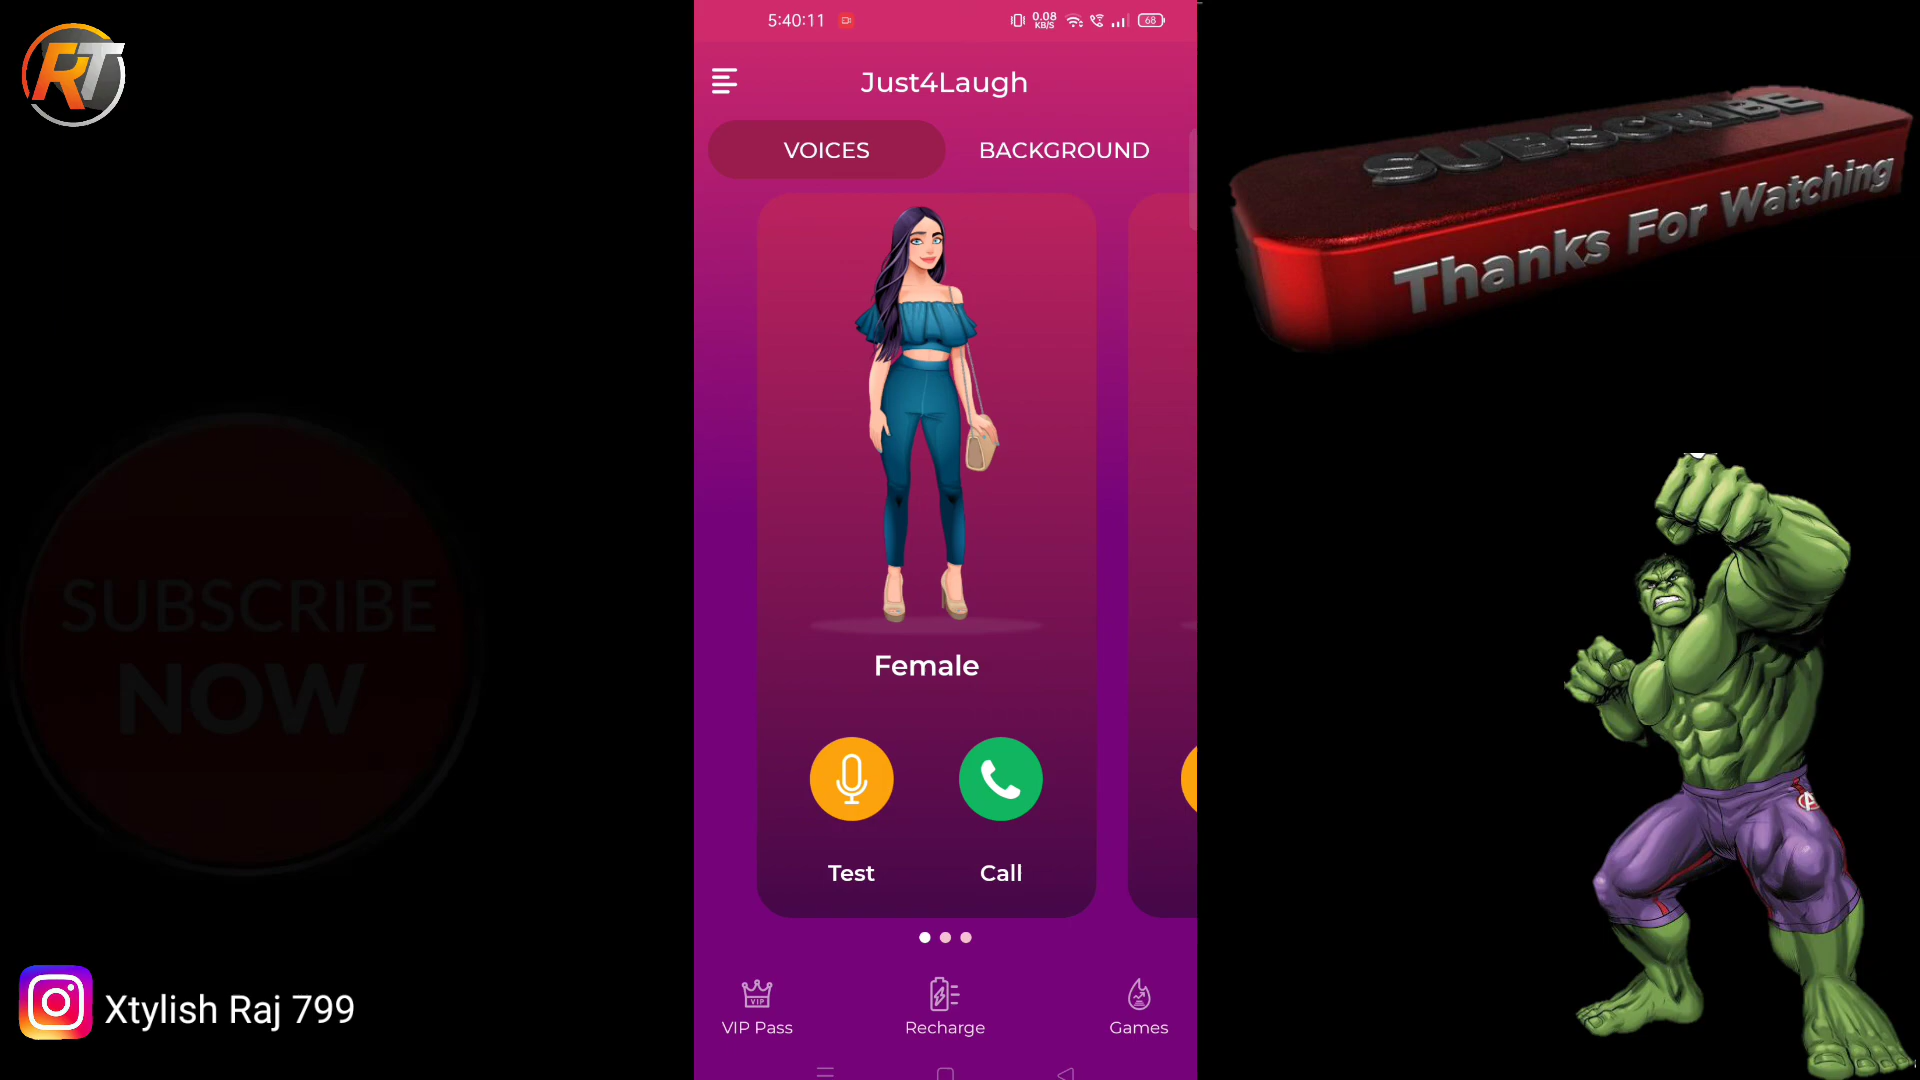 RT
5:40:11
0.08
KB/S
68
Just4Laugh
VOICES
BACKGROUND
SUBSCRIBE
Thanks For Watching
SUBSCRIBE
NOW
Female
Test
Call
VIP
VIP Pass
Recharge
Games
Xtylish Raj 799